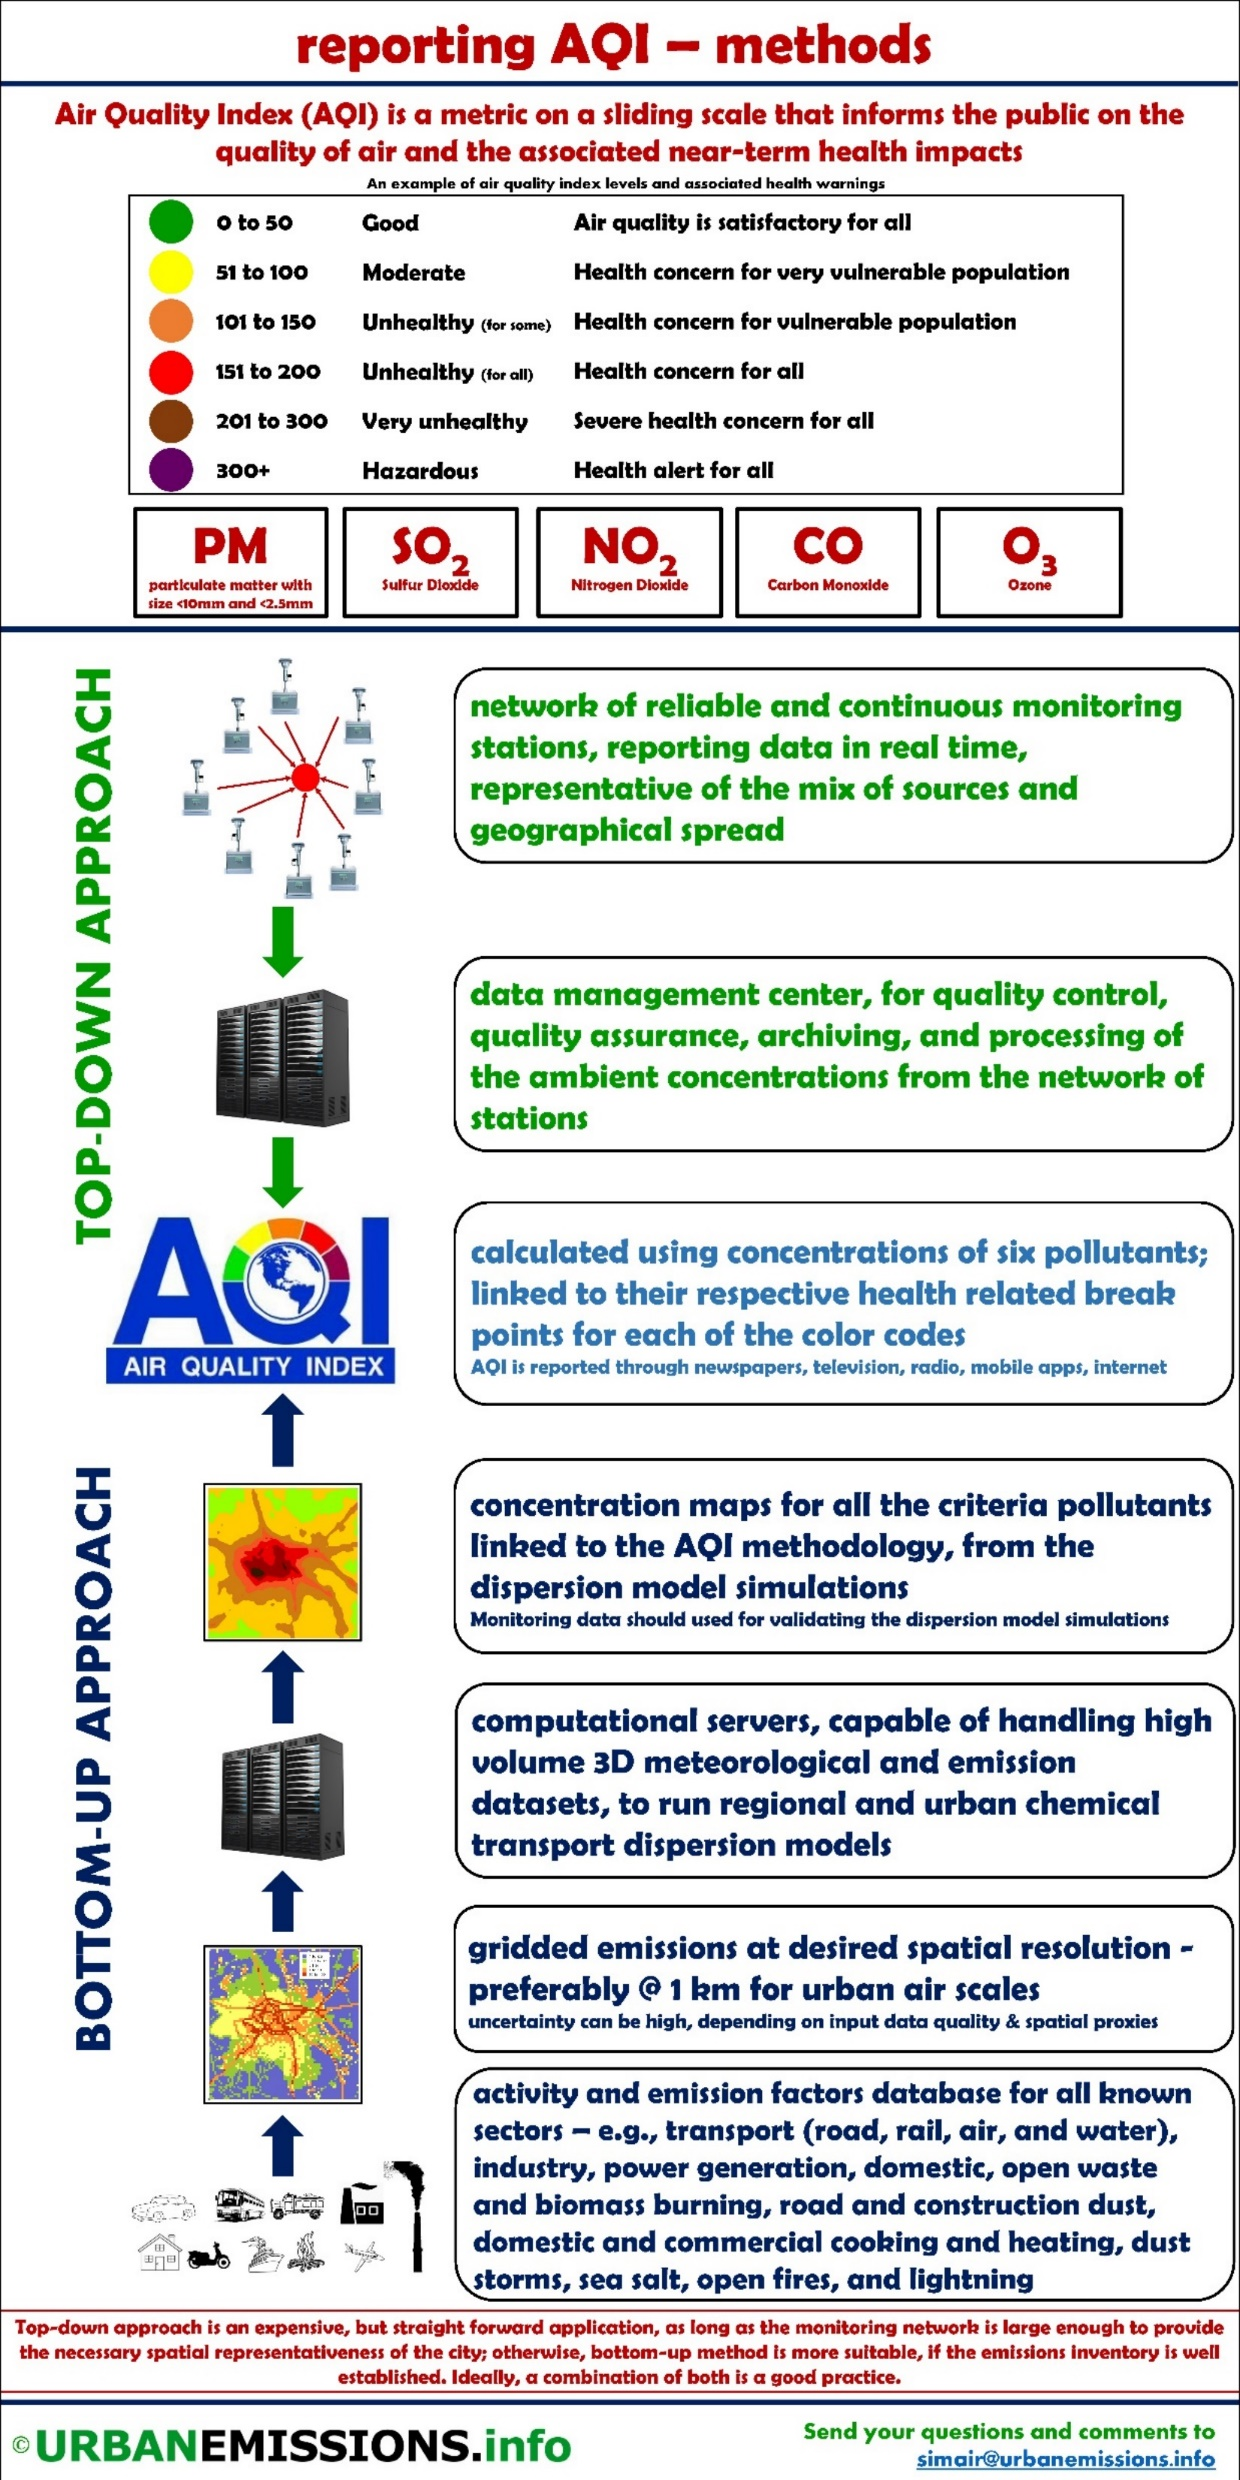 reporting AQI – methods
Air Quality Index (AQI) is a metric on a sliding scale that informs the public on the
quality of air and the associated near-term health impacts
An example of air quality index levels and associated health warnings
0 to 50 Good Air quality is satisfactory for all
51 to 100 Moderate Health concern for very vulnerable population
101 to 150 Unhealthy (for some) Health concern for vulnerable population
151 to 200 Unhealthy (for all) Health concern for all
201 to 300 Very unhealthy Severe health concern for all
300+ Hazardous Health alert for all
PM
particulate matter with
size <10mm and <2.5mm
SO2
Sulfur Dioxide
NO2
Nitrogen Dioxide
CO
Carbon Monoxide
O3
Ozone
TOP-DOWN APPROACH
network of reliable and continuous monitoring
stations, reporting data in real time,
representative of the mix of sources and
geographical spread
data management center, for quality control,
quality assurance, archiving, and processing of
the ambient concentrations from the network of
stations
AQI
AIR QUALITY INDEX
calculated using concentrations of six pollutants;
linked to their respective health related break
points for each of the color codes
AQI is reported through newspapers, television, radio, mobile apps, internet
BOTTOM-UP APPROACH
concentration maps for all the criteria pollutants
linked to the AQI methodology, from the
dispersion model simulations
Monitoring data should used for validating the dispersion model simulations
computational servers, capable of handling high
volume 3D meteorological and emission
datasets, to run regional and urban chemical
transport dispersion models
gridded emissions at desired spatial resolution -
preferably @ 1 km for urban air scales
uncertainty can be high, depending on input data quality & spatial proxies
activity and emission factors database for all known
sectors – e.g., transport (road, rail, air, and water),
industry, power generation, domestic, open waste
and biomass burning, road and construction dust,
domestic and commercial cooking and heating, dust
storms, sea salt, open fires, and lightning
Top-down approach is an expensive, but straight forward application, as long as the monitoring network is large enough to provide
the necessary spatial representativeness of the city; otherwise, bottom-up method is more suitable, if the emissions inventory is well
established. Ideally, a combination of both is a good practice.
© URBANEMISSIONS.info
Send your questions and comments to
simair@urbanemissions.info